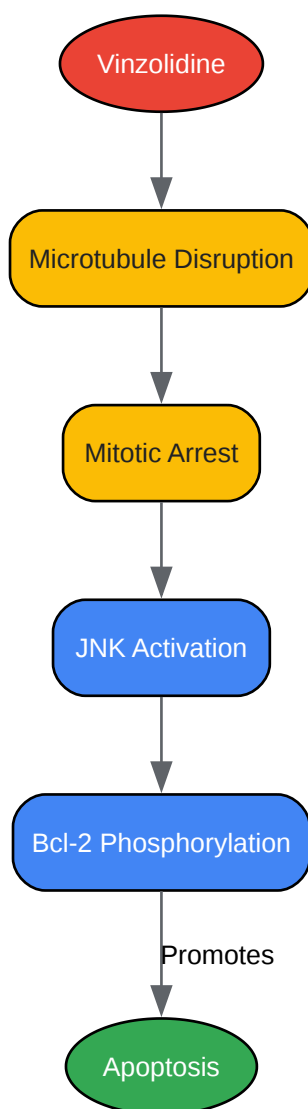 Vinzolidine
Microtubule Disruption
Mitotic Arrest
JNK Activation
Bcl-2 Phosphorylation
Promotes
Apoptosis